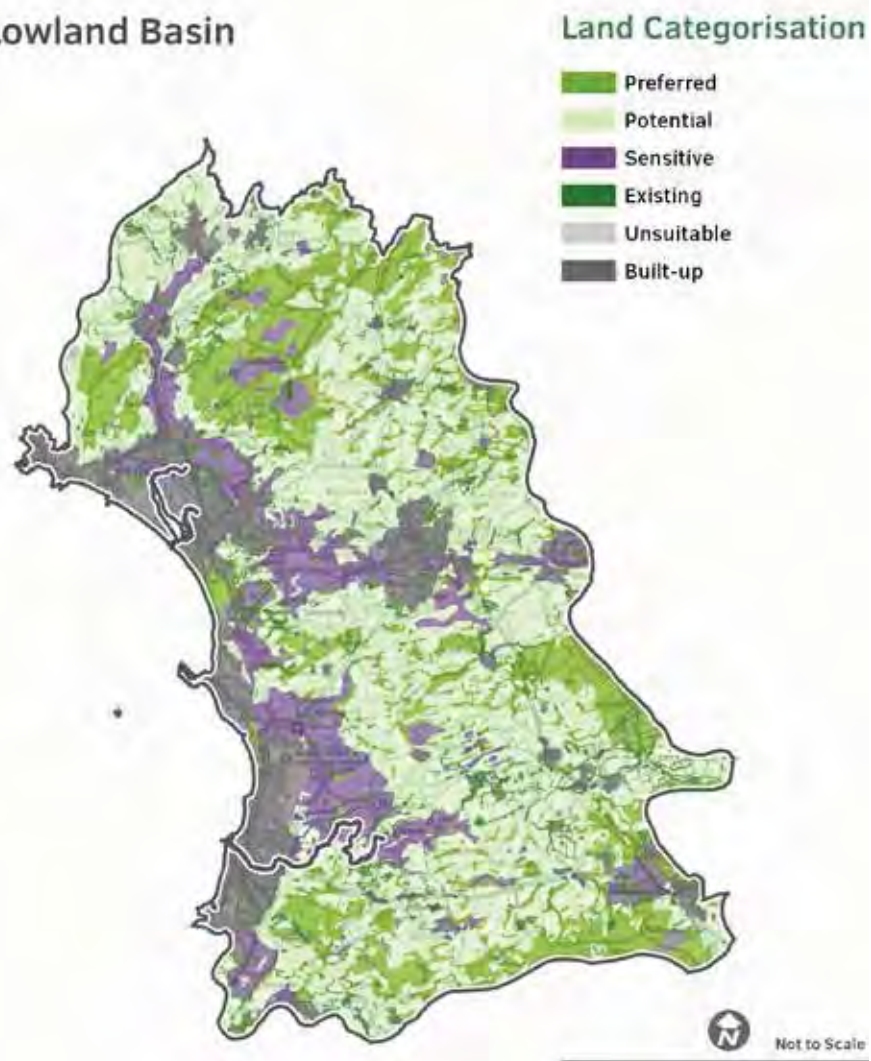 owland Basin
Land Categorisation
Preferred
Potential
Sensitive
Existing
Unsuitable
Built-up
N
Not to Scale